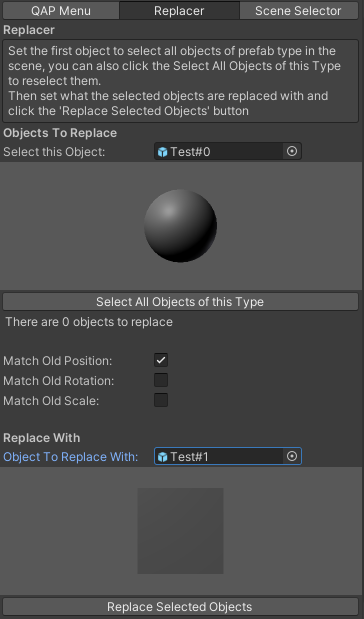 QAP Menu
Replacer
Scene Selector
Replacer
Set the first object to select all objects of prefab type in the
scene, you can also click the Select All Objects of this Type
to reselect them.
Then set what the selected objects are replaced with and
click the 'Replace Selected Objects' button
Objects To Replace
Select this Object: Test#0
Select All Objects of this Type
There are 0 objects to replace
Match Old Position:
Match Old Rotation:
Match Old Scale:
Replace With
Object To Replace With: Test#1
Replace Selected Objects